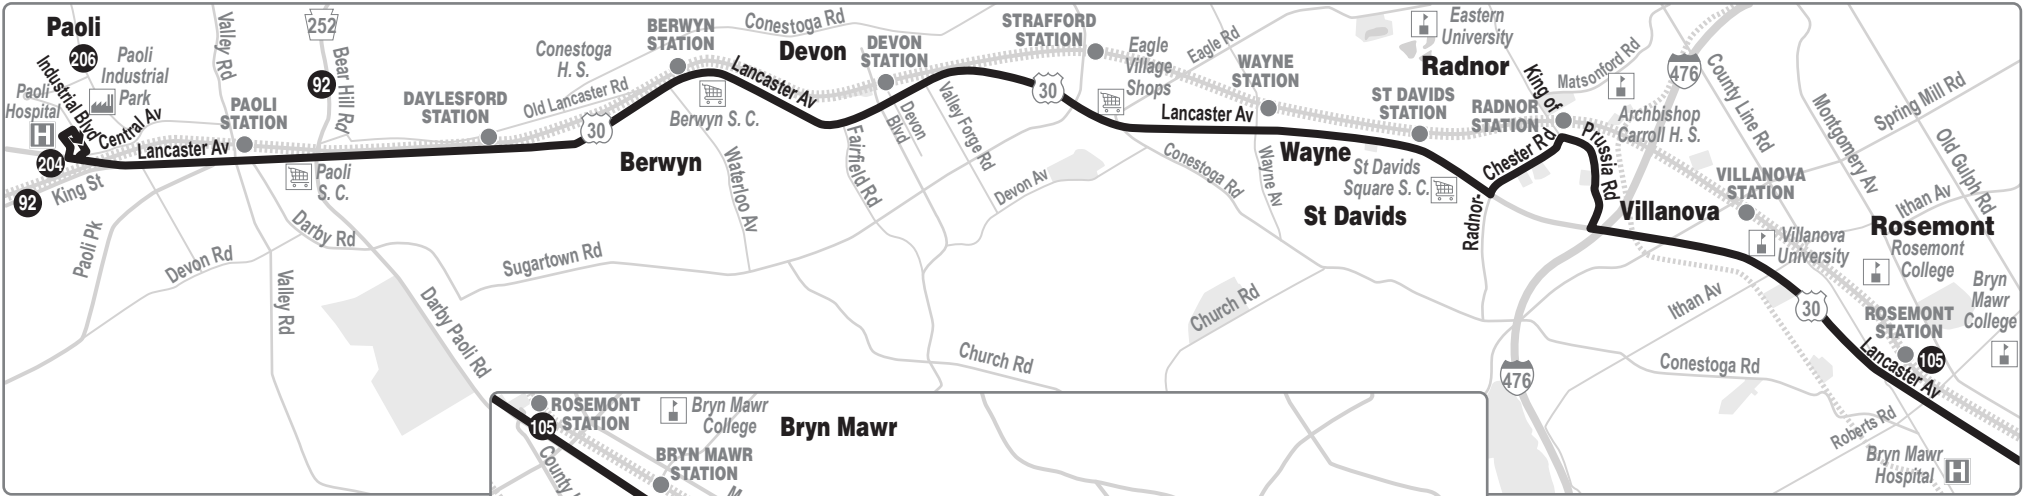 Paoli
206
Industrial Blvd
Paoli
Industrial
Park
Paoli
Hospital
H
204
92
King St
Central Av
Lancaster Av
Paoli Pk
Devon Rd
Valley Rd
PAOLI
STATION
252
92
Bear Hill Rd
Paoli
S. C.
Darby Rd
Valley Rd
Darby Paoli Rd
DAYLESFORD
STATION
Conestoga
H. S.
Old Lancaster Rd
30
Sugartown Rd
BERWYN
STATION
Conestoga Rd
Berwyn S. C.
Berwyn
Waterloo Av
Lancaster Av
Devon
DEVON
STATION
Devon
Blvd
Fairfield Rd
Valley Forge Rd
Devon Av
STRAFFORD
STATION
30
Eagle
Village
Shops
Eagle Rd
Lancaster Av
Conestoga Rd
WAYNE
STATION
Wayne
Wayne Av
Church Rd
Church Rd
Eastern
University
Radnor
ST DAVIDS
STATION
St Davids
Square S. C.
St Davids
RADNOR
STATION
King of
Prussia Rd
Radnor-
Chester Rd
Matsonford Rd
Archbishop
Carroll H. S.
476
County Line Rd
Montgomery Av
Spring Mill Rd
Old Gulph Rd
Ithan Av
VILLANOVA
STATION
Villanova
Villanova
University
Rosemont
Rosemont
College
Bryn
Mawr
College
30
ROSEMONT
STATION
105
Lancaster Av
Ithan Av
Conestoga Rd
476
Roberts Rd
Bryn Mawr
Hospital
H
ROSEMONT
STATION
105
Bryn Mawr
College
Bryn Mawr
BRYN MAWR
STATION
County